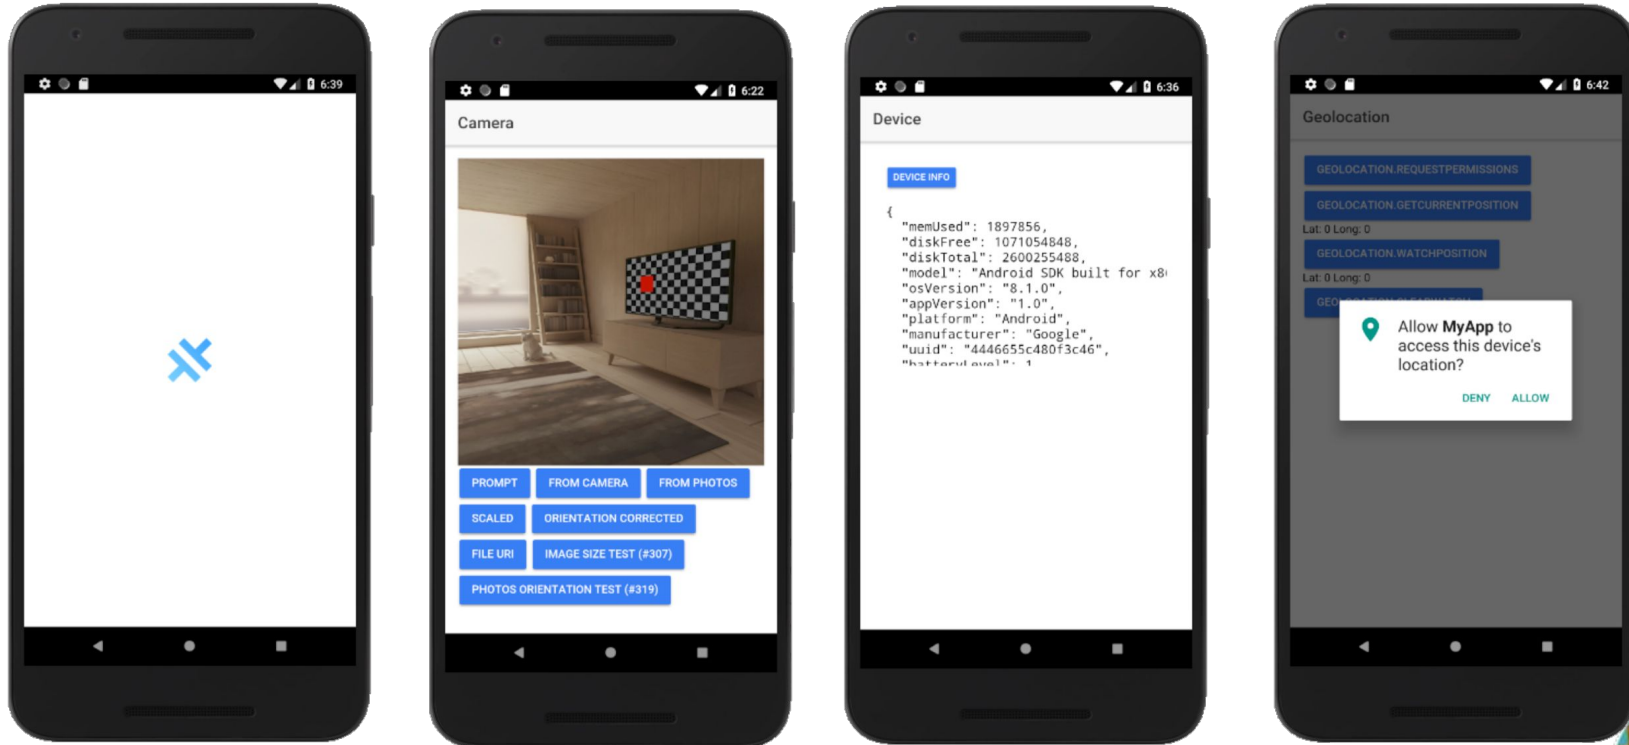 6:39
6:22
Camera
PROMPT
FROM CAMERA
FROM PHOTOS
SCALED
ORIENTATION CORRECTED
FILE URI
IMAGE SIZE TEST (#307)
PHOTOS ORIENTATION TEST (#319)
6:36
Device
DEVICE INFO
{
"memUsed": 1897856,
"diskFree": 1071054848,
"diskTotal": 2600255488,
"model": "Android SDK built for
"osVersion": "8.1.0",
"appVersion": "1.0",
"platform": "Android",
"manufacturer": "Google",
"uuid": "4446655c480f3c46",
"batteryLevel": 1
6:42
Geolocation
GEOLOCATION.REQUESTPERMISSIONS
GEOLOCATION.GETCURRENTPOSITION
Lat: 0 Long: 0
GEOLOCATION.WATCHPOSITION
Lat: 0 Long: 0
Allow MyApp to
access this device's
location?
DENY
ALLOW